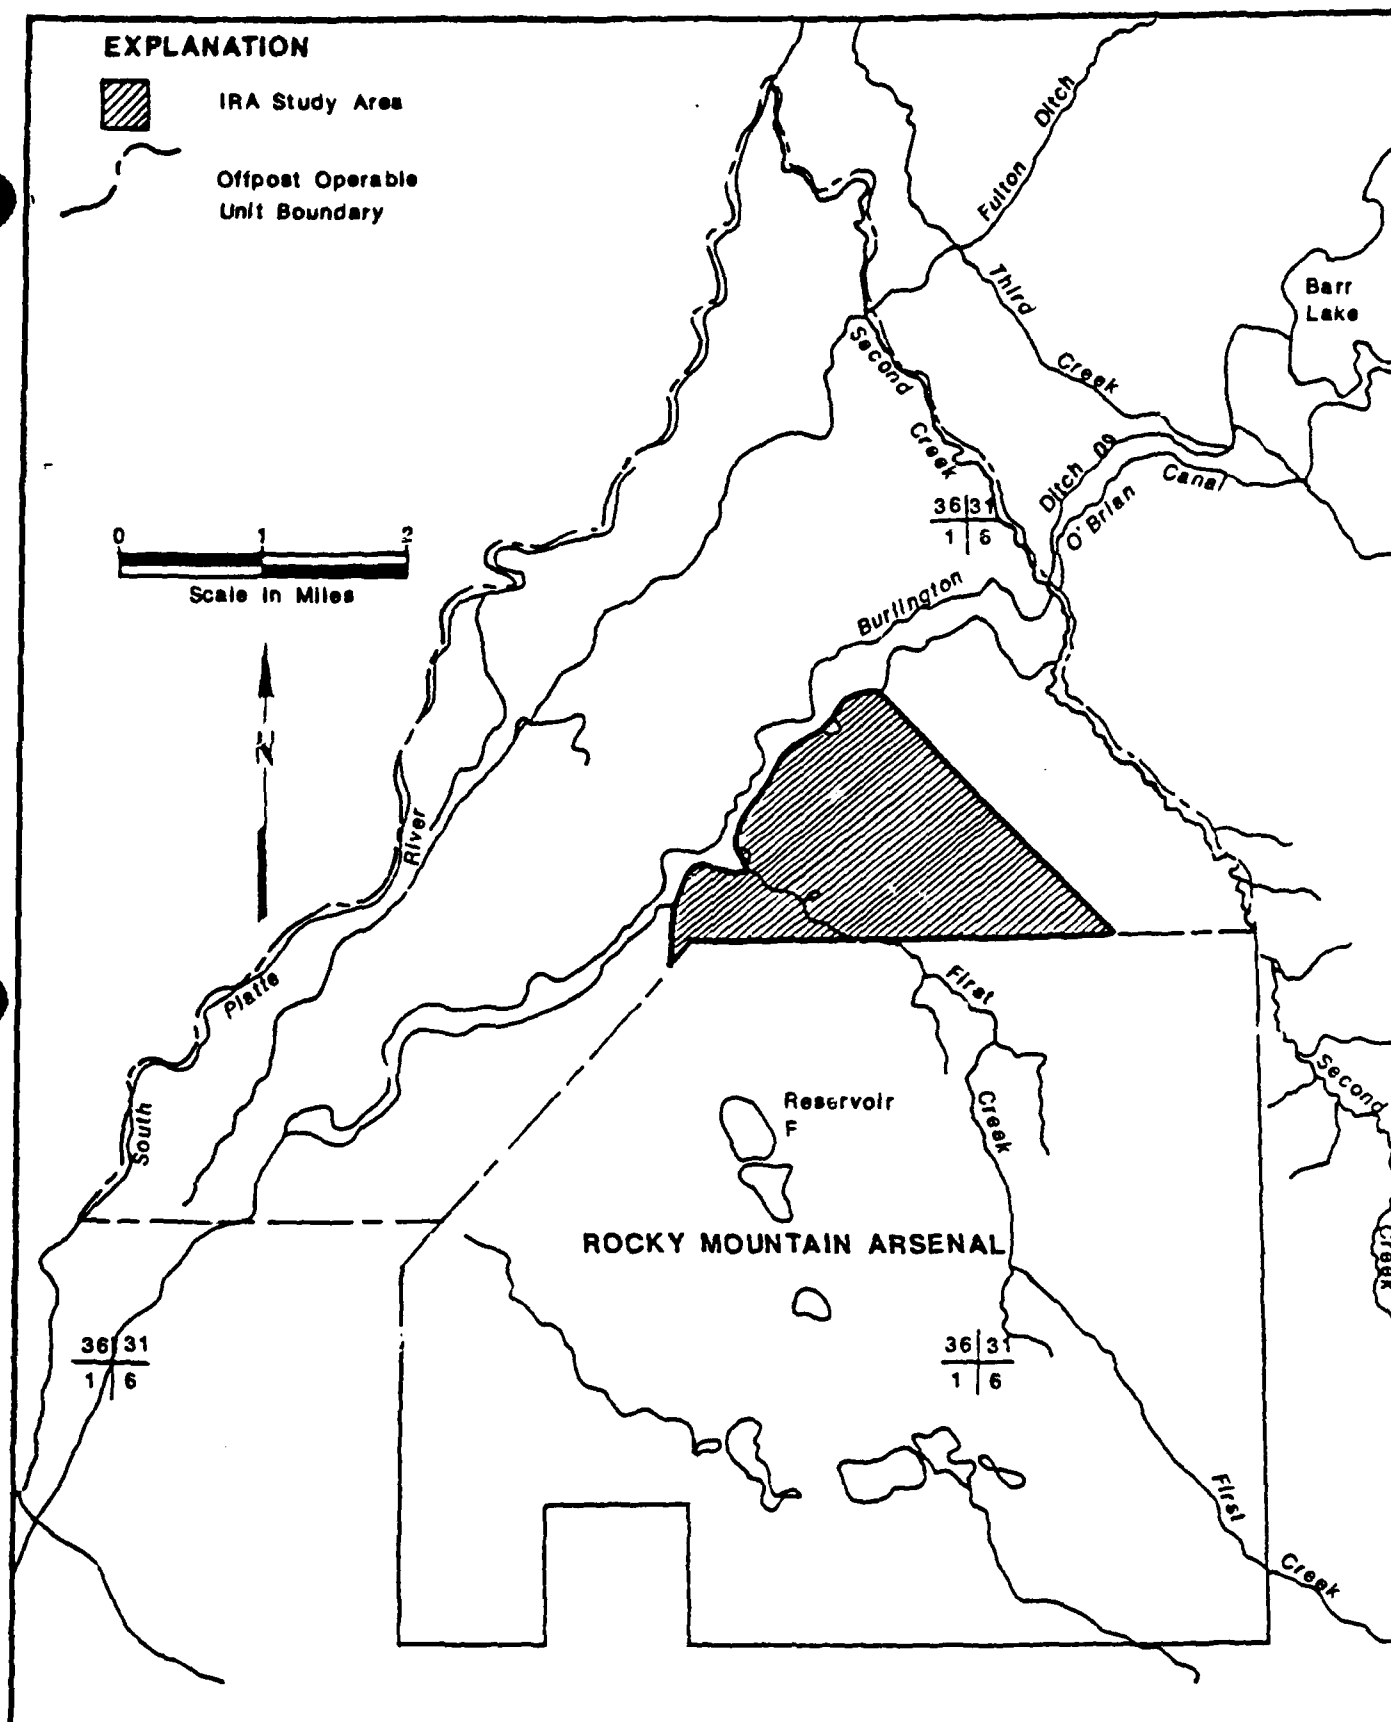 EXPLANATION
IRA Study Area
Offpost Operable
Unit Boundary
Fulton Ditch
Third Creek
Barr
Lake
Second Creek
Ditch
O'Brian Canal
36 31
1 6
0 1 2
Scale in Miles
Burlington
N
South Platte River
First Creek
Reservoir
F
Second Creek
ROCKY MOUNTAIN ARSENAL
36 31
1 6
36 31
1 6
First Creek